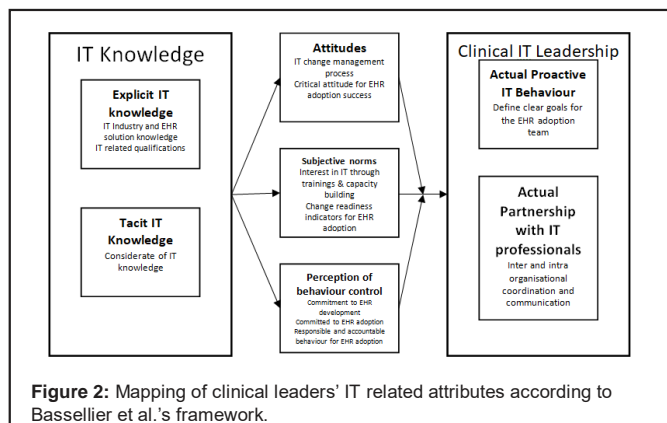 IT Knowledge
Explicit IT
knowledge
IT Industry and EHR
solution knowledge
IT related qualifications
Tacit IT
Knowledge
Considerate of IT
knowledge
Attitudes
IT change management
process
Critical attitude for EHR
adoption success
Subjective norms
Interest in IT through
trainings & capacity
building
Change readiness
indicators for EHR
adoption
Perception of
behaviour control
Commitment to EHR
development
Committed to EHR adoption
Responsible and accountable
behaviour for EHR adoption
Clinical IT Leadership
Actual Proactive
IT Behaviour
Define clear goals for
the EHR adoption
team
Actual
Partnership
with IT
professionals
Inter and intra
organisational
coordination and
communication
Figure 2: Mapping of clinical leaders' IT related attributes according to
Bassellier et al.'s framework.